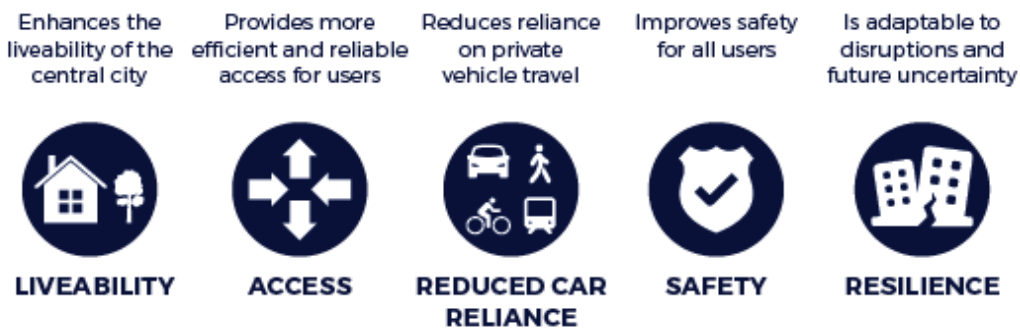 Enhances the
liveability of the
central city
Provides more
efficient and reliable
access for users
Reduces reliance
on private
vehicle travel
Improves safety
for all users
Is adaptable to
disruptions and
future uncertainty
LIVEABILITY
ACCESS
REDUCED CAR
RELIANCE
SAFETY
RESILIENCE